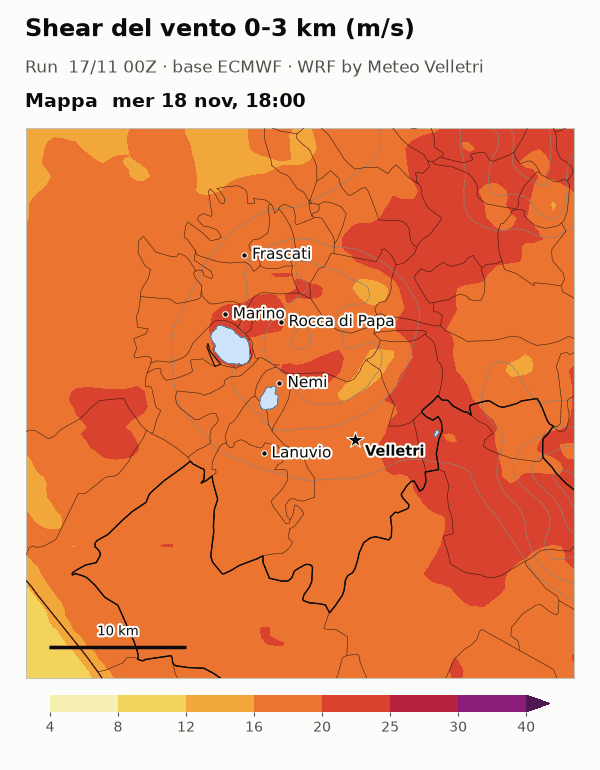 Shear del vento 0-3 km (m/s)
Run  17/11 00Z · base ECMWF · WRF by Meteo Velletri
Mappa  mer 18 nov, 18:00
Frascati
Marino
Rocca di Papa
Nemi
Velletri
Lanuvio
10 km
4 8 12 16 20 25 30 40